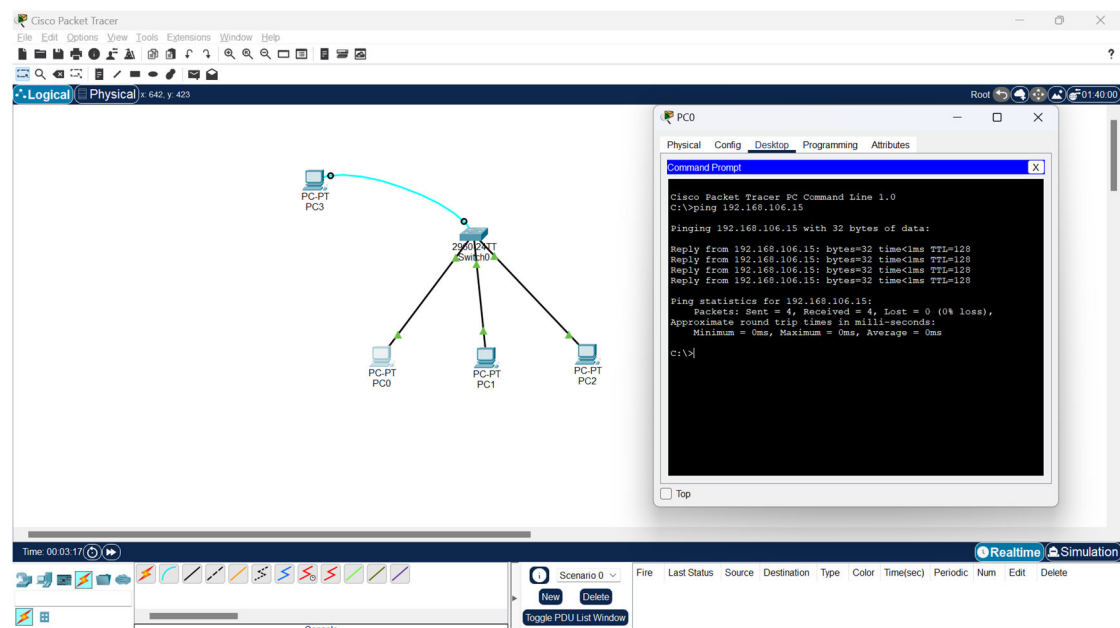 Cisco Packet Tracer
File Edit Options View Tools Extensions Window Help
?
Logical Physical x: 642, y: 423 Root 01:40:00
PC0
Physical Config Desktop Programming Attributes
Command Prompt X
Cisco Packet Tracer PC Command Line 1.0
C:\>ping 192.168.106.15
Pinging 192.168.106.15 with 32 bytes of data:
Reply from 192.168.106.15: bytes=32 time<1ms TTL=128
Reply from 192.168.106.15: bytes=32 time<1ms TTL=128
Reply from 192.168.106.15: bytes=32 time<1ms TTL=128
Reply from 192.168.106.15: bytes=32 time<1ms TTL=128
Ping statistics for 192.168.106.15:
Packets: Sent = 4, Received = 4, Lost = 0 (0% loss),
Approximate round trip times in milli-seconds:
Minimum = 0ms, Maximum = 0ms, Average = 0ms
C:\>
Top
PC-PT
PC3
2960-24TT
Switch0
PC-PT
PC0
PC-PT
PC1
PC-PT
PC2
Time: 00:03:17 Realtime Simulation
Scenario 0
New Delete
Toggle PDU List Window
Fire Last Status Source Destination Type Color Time(sec) Periodic Num Edit Delete